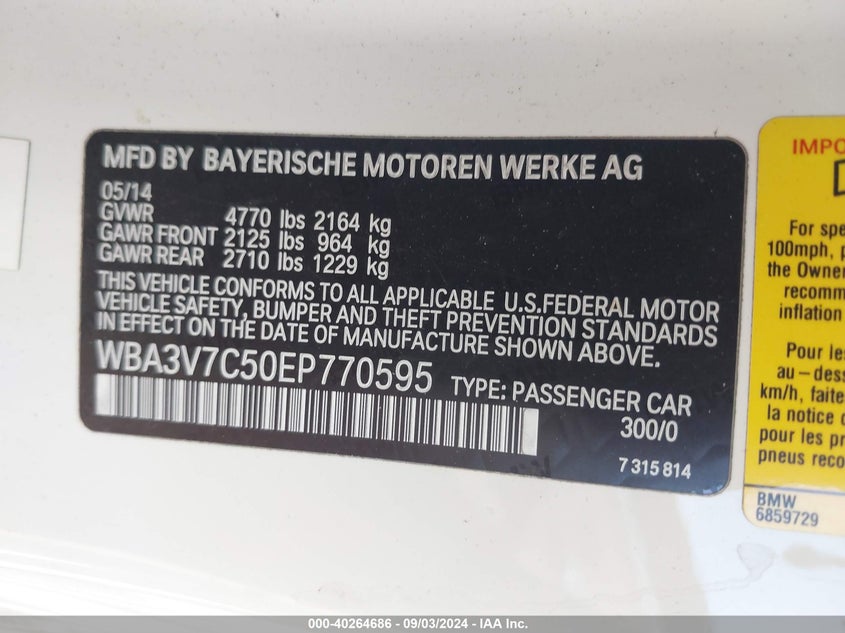 MFD BY BAYERISCHE MOTOREN WERKE AG
05/14
GVWR 4770 lbs 2164 kg
GAWR FRONT 2125 lbs 964 kg
GAWR REAR 2710 lbs 1229 kg
THIS VEHICLE CONFORMS TO ALL APPLICABLE U.S.FEDERAL MOTOR
VEHICLE SAFETY, BUMPER AND THEFT PREVENTION STANDARDS
IN EFFECT ON THE DATE OF MANUFACTURE SHOWN ABOVE.
WBA3V7C50EP770595 TYPE: PASSENGER CAR
300/0
7 315 814
IMPO
For spe
100mph, p
the Owner
recomm
inflation
Pour les
au-dess
km/h, faite
la notice
pour les pr
pneus reco
BMW
6859729
000-40264686 - 09/03/2024 - IAA Inc.